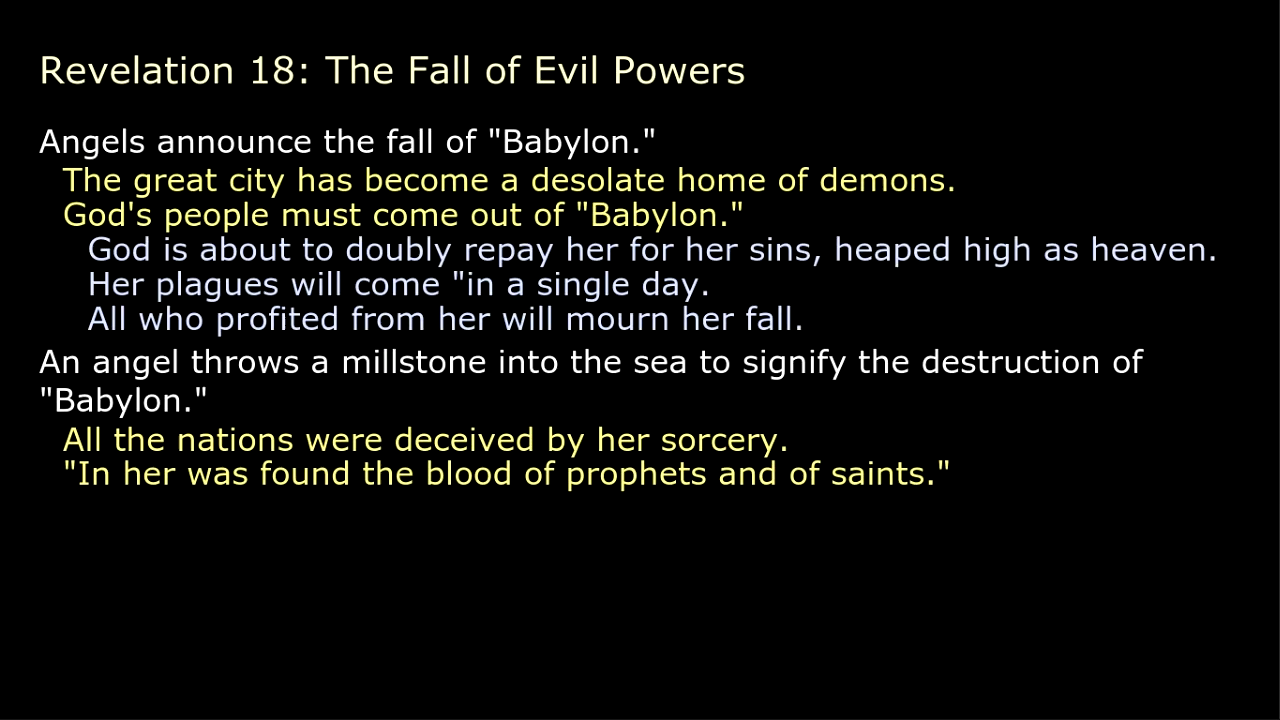 Revelation 18: The Fall of Evil Powers
Angels announce the fall of "Babylon."
The great city has become a desolate home of demons.
God's people must come out of "Babylon."
God is about to doubly repay her for her sins, heaped high as heaven.
Her plagues will come "in a single day.
All who profited from her will mourn her fall.
An angel throws a millstone into the sea to signify the destruction of
"Babylon."
All the nations were deceived by her sorcery.
"In her was found the blood of prophets and of saints."